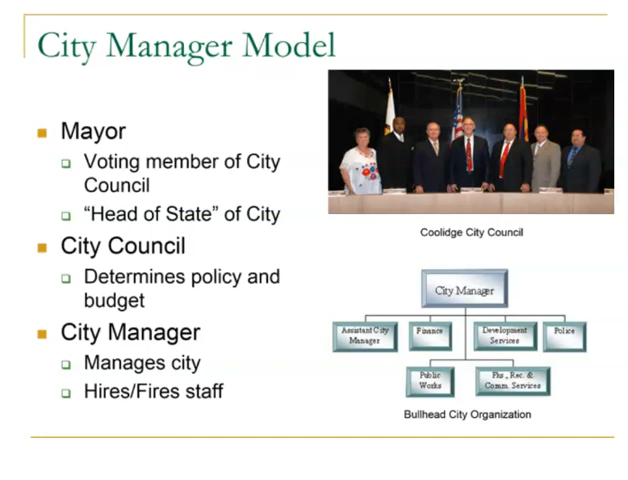 City Manager Model
Mayor
Voting member of City
Council
“Head of State” of City
City Council
Determines policy and
budget
City Manager
Manages city
Hires/Fires staff
Coolidge City Council
City Manager
Assistant City
Manager
Finance
Development
Services
Police
Public
Works
Pks., Rec. &
Comm. Services
Bullhead City Organization